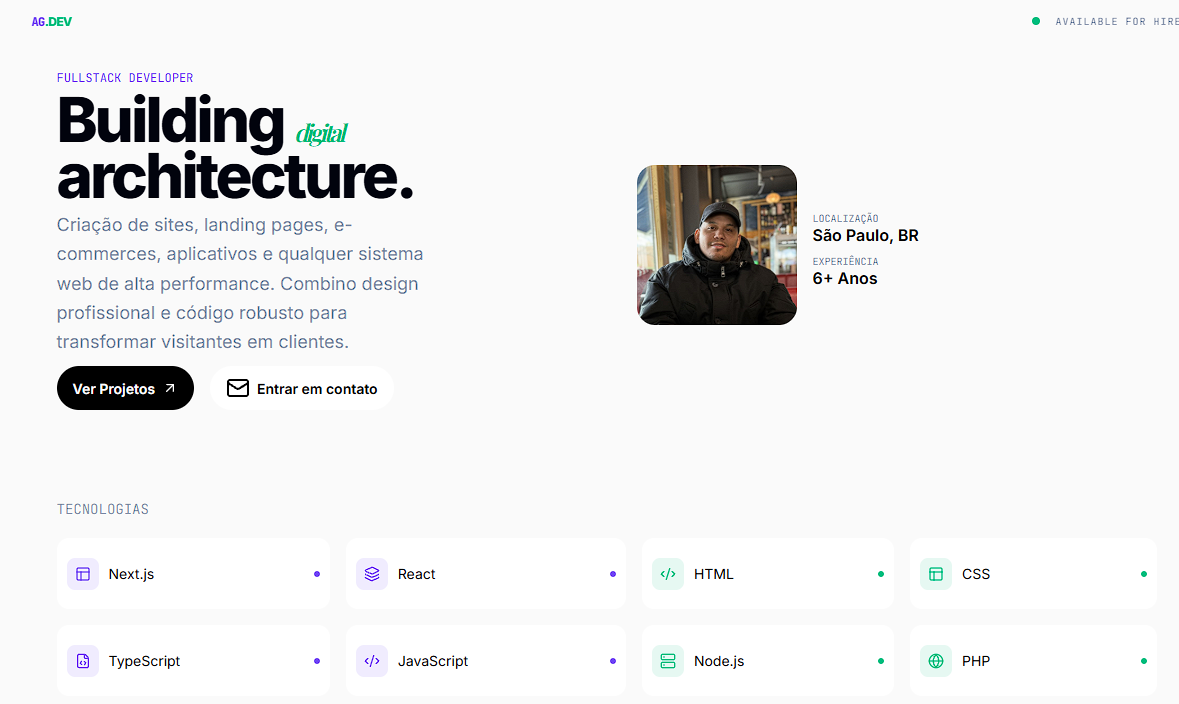 AG.DEV
AVAILABLE FOR HIRE
FULLSTACK DEVELOPER
Building digital
architecture.
Criação de sites, landing pages, e-
commerces, aplicativos e qualquer sistema
web de alta performance. Combino design
profissional e código robusto para
transformar visitantes em clientes.
Ver Projetos
Entrar em contato
LOCALIZAÇÃO
São Paulo, BR
EXPERIÊNCIA
6+ Anos
TECNOLOGIAS
Next.js
React
HTML
CSS
TypeScript
JavaScript
Node.js
PHP